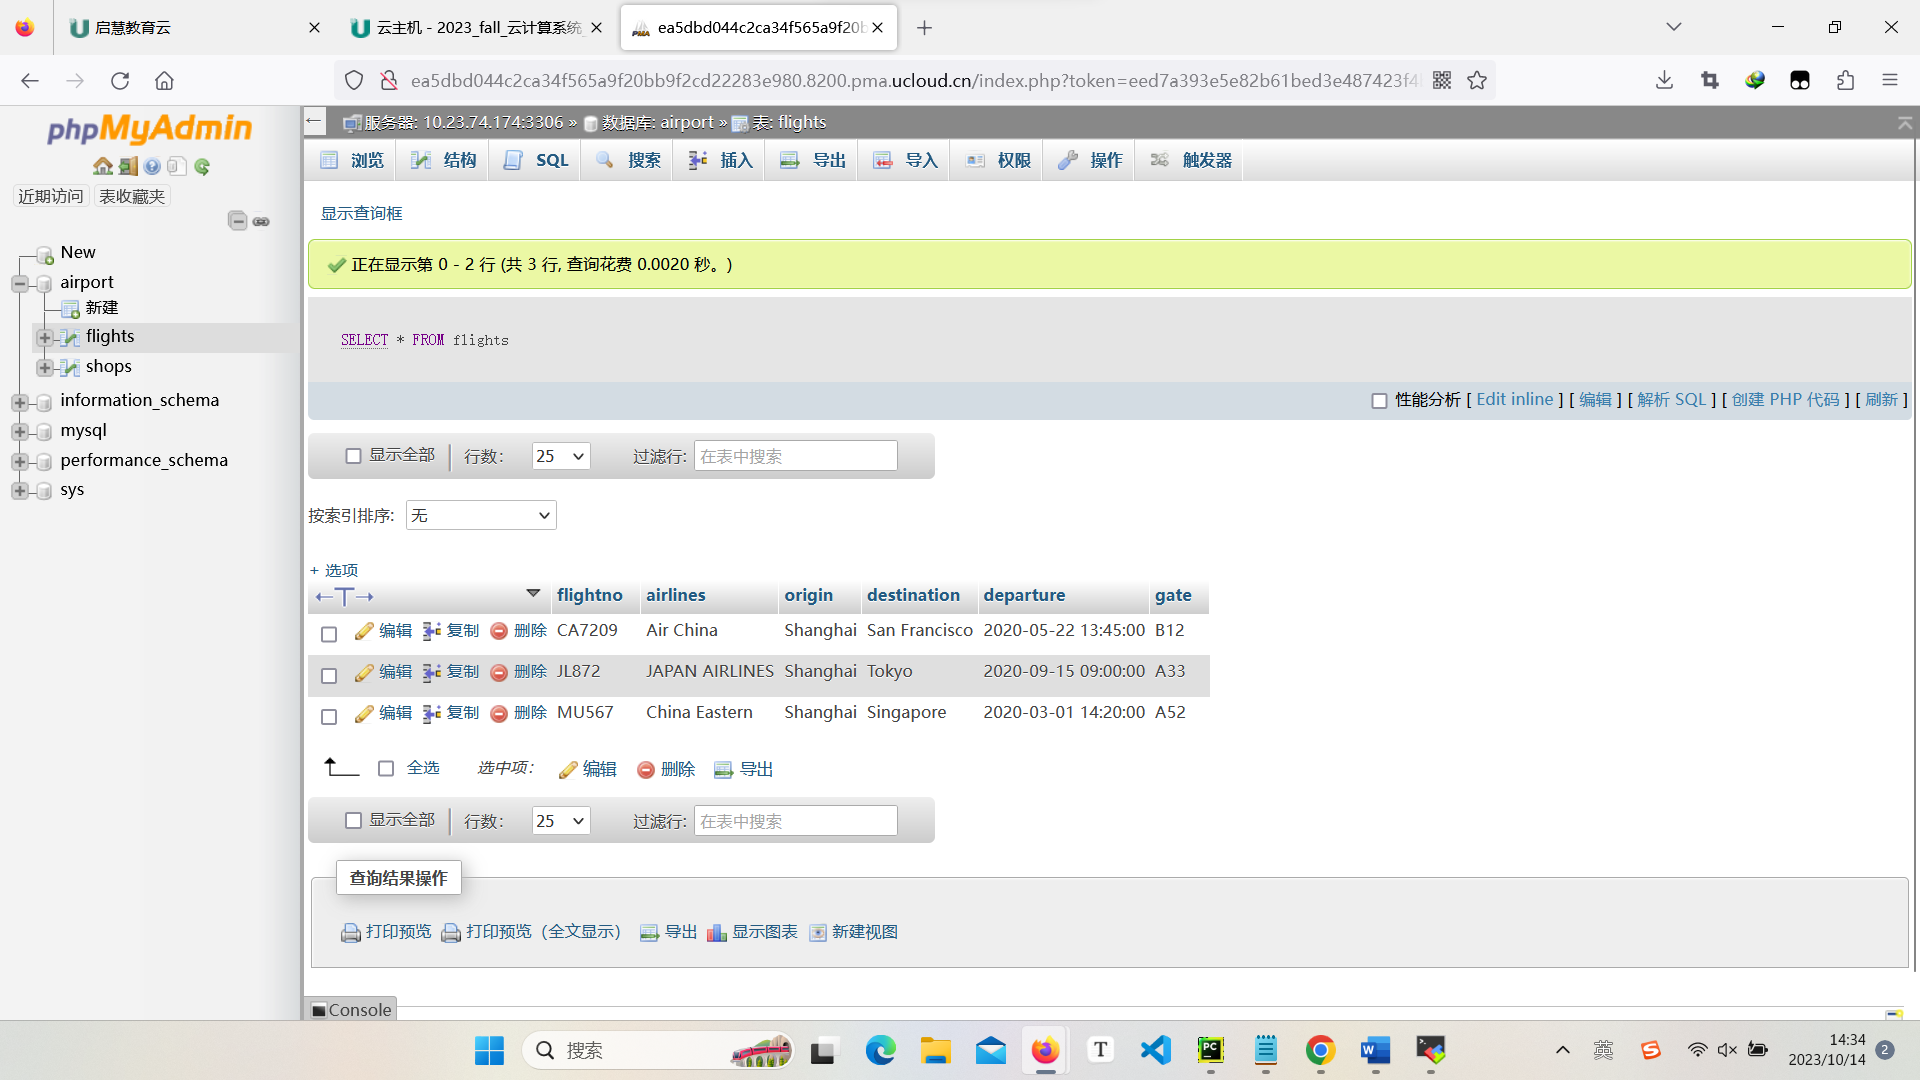 启慧教育云
云主机 - 2023_fall_云计算系统
ea5dbd044c2ca34f565a9f20b
ea5dbd044c2ca34f565a9f20bb9f2cd22283e980.8200.pma.ucloud.cn/index.php?token=eed7a393e5e82b61bed3e487423f4
phpMyAdmin
近期访问 表收藏夹
New
airport
新建
flights
shops
information_schema
mysql
performance_schema
sys
服务器: 10.23.74.174:3306 » 数据库: airport » 表: flights
浏览 结构 SQL 搜索 插入 导出 导入 权限 操作 触发器
显示查询框
正在显示第 0 - 2 行 (共 3 行, 查询花费 0.0020 秒。)
SELECT * FROM flights
性能分析 [ Edit inline ] [ 编辑 ] [ 解析 SQL ] [ 创建 PHP 代码 ] [ 刷新 ]
显示全部 行数: 25 过滤行: 在表中搜索
按索引排序: 无
+ 选项
←T→ flightno airlines origin destination departure gate
编辑 复制 删除 CA7209 Air China Shanghai San Francisco 2020-05-22 13:45:00 B12
编辑 复制 删除 JL872 JAPAN AIRLINES Shanghai Tokyo 2020-09-15 09:00:00 A33
编辑 复制 删除 MU567 China Eastern Shanghai Singapore 2020-03-01 14:20:00 A52
全选 选中项: 编辑 删除 导出
显示全部 行数: 25 过滤行: 在表中搜索
查询结果操作
打印预览 打印预览（全文显示） 导出 显示图表 新建视图
Console
搜索
英
14:34
2023/10/14
2